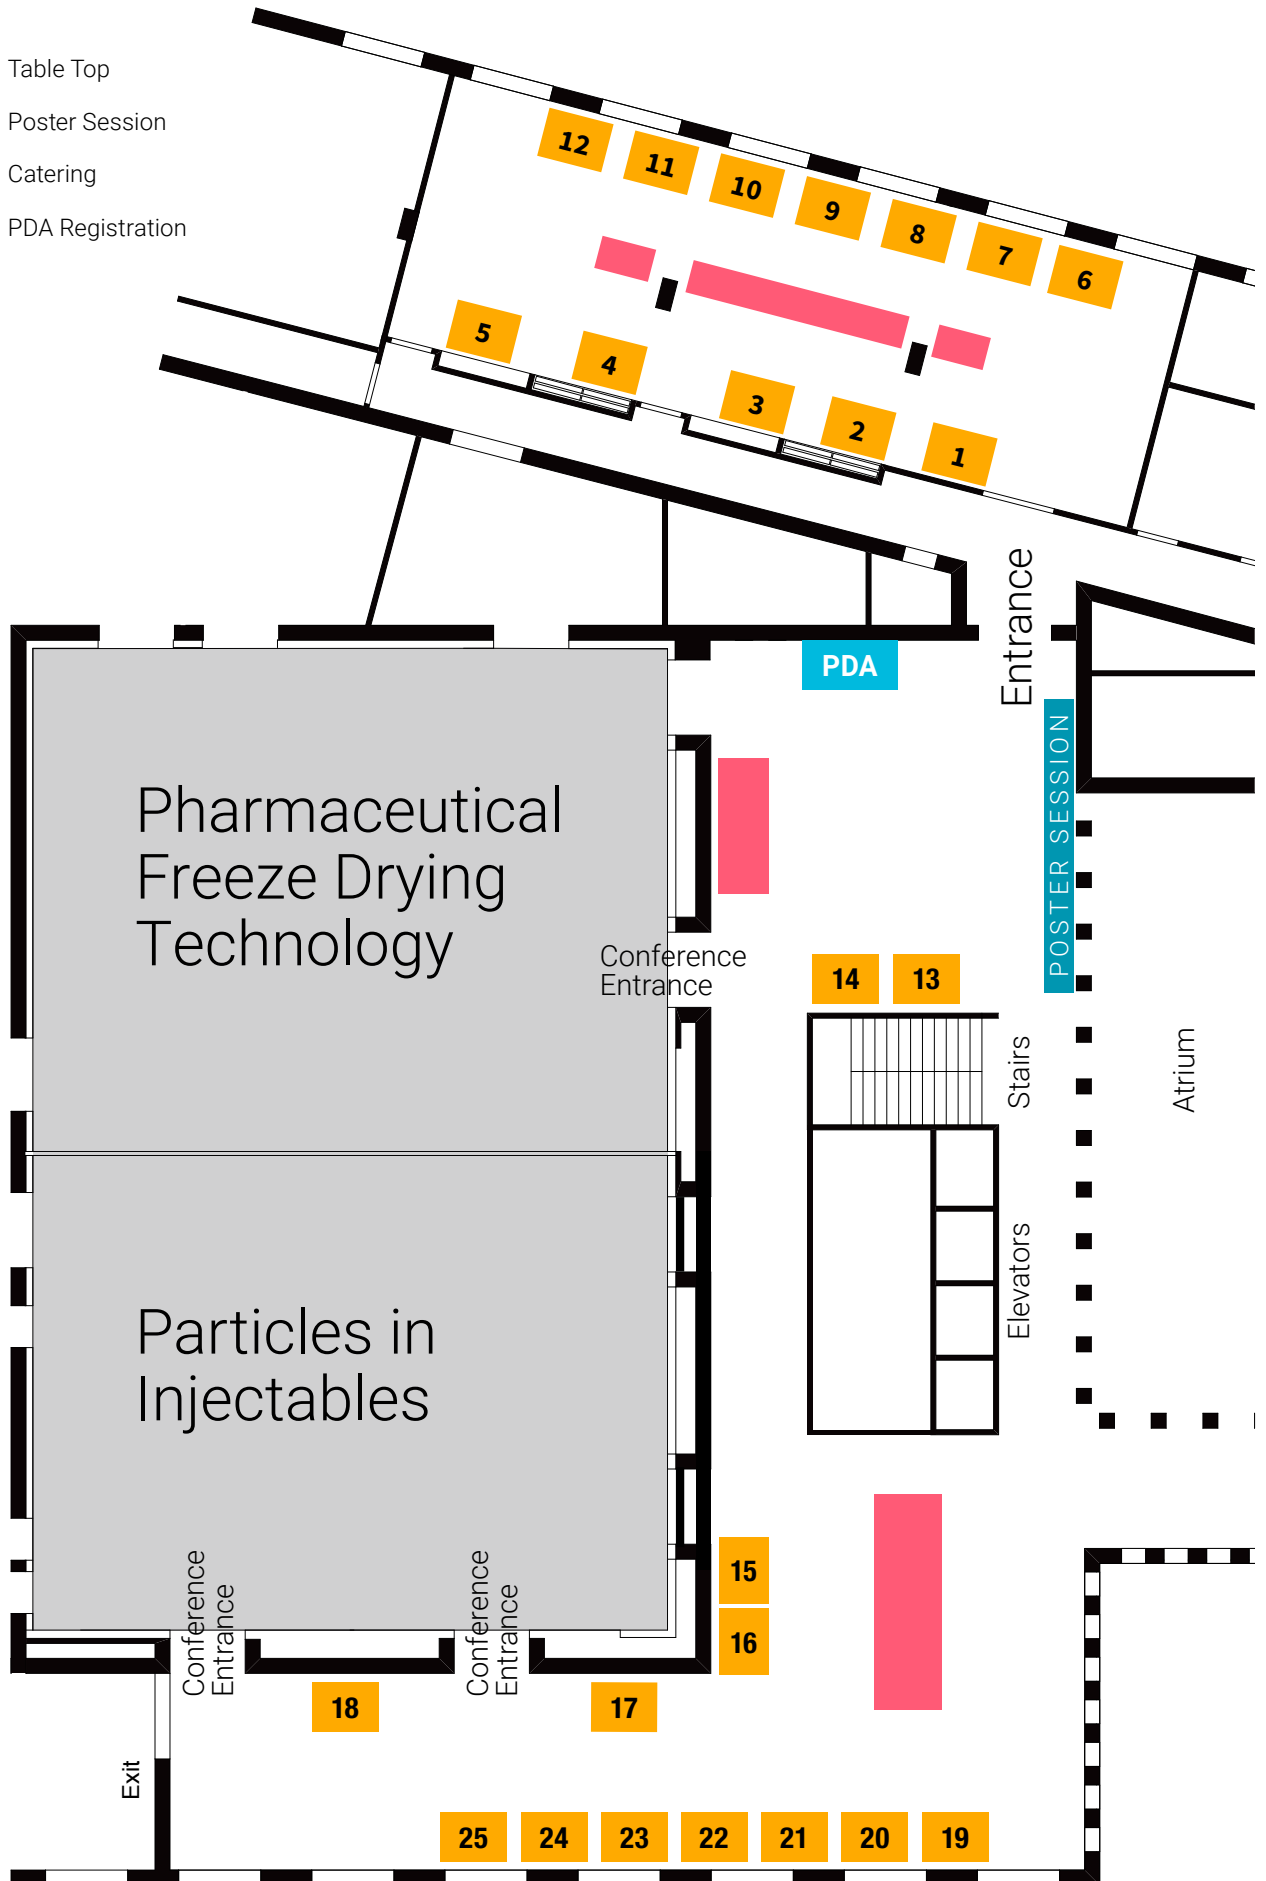 Table Top
Poster Session
Catering
PDA Registration
12
11
10
9
8
7
6
5
4
3
2
1
Entrance
PDA
POSTER SESSION
Pharmaceutical
Freeze Drying
Technology
Conference
Entrance
14
13
Stairs
Atrium
Elevators
Particles in
Injectables
Conference
Entrance
Conference
Entrance
15
16
17
18
Exit
25
24
23
22
21
20
19